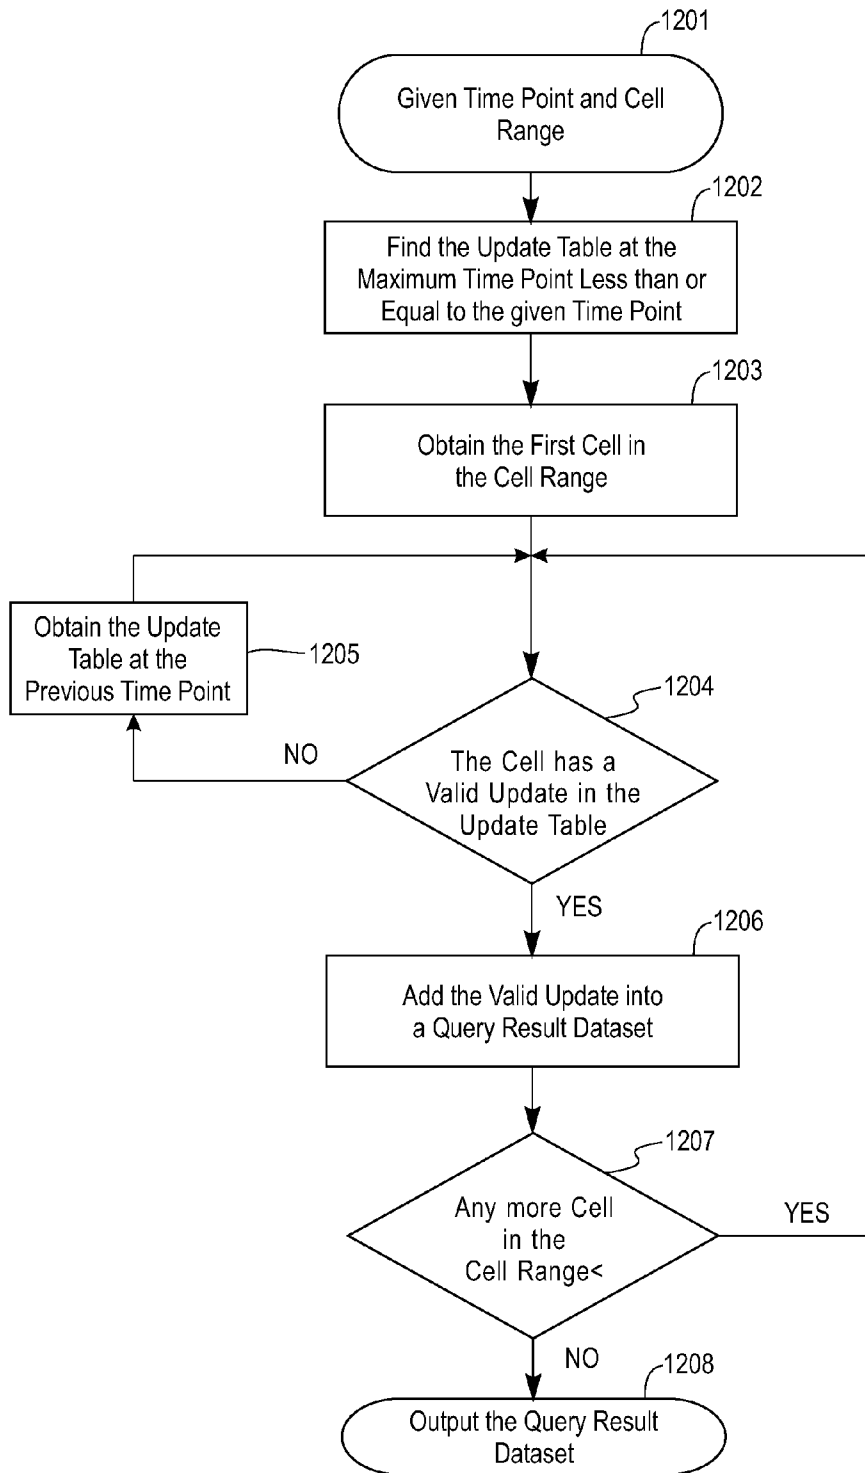 1201
Given Time Point and Cell
Range
1202
Find the Update Table at the
Maximum Time Point Less than or
Equal to the given Time Point
1203
Obtain the First Cell in
the Cell Range
Obtain the Update
Table at the
Previous Time Point
1205
1204
NO
The Cell has a
Valid Update in the
Update Table
YES
1206
Add the Valid Update into
a Query Result Dataset
1207
Any more Cell
in the
Cell Range<
YES
NO
1208
Output the Query Result
Dataset